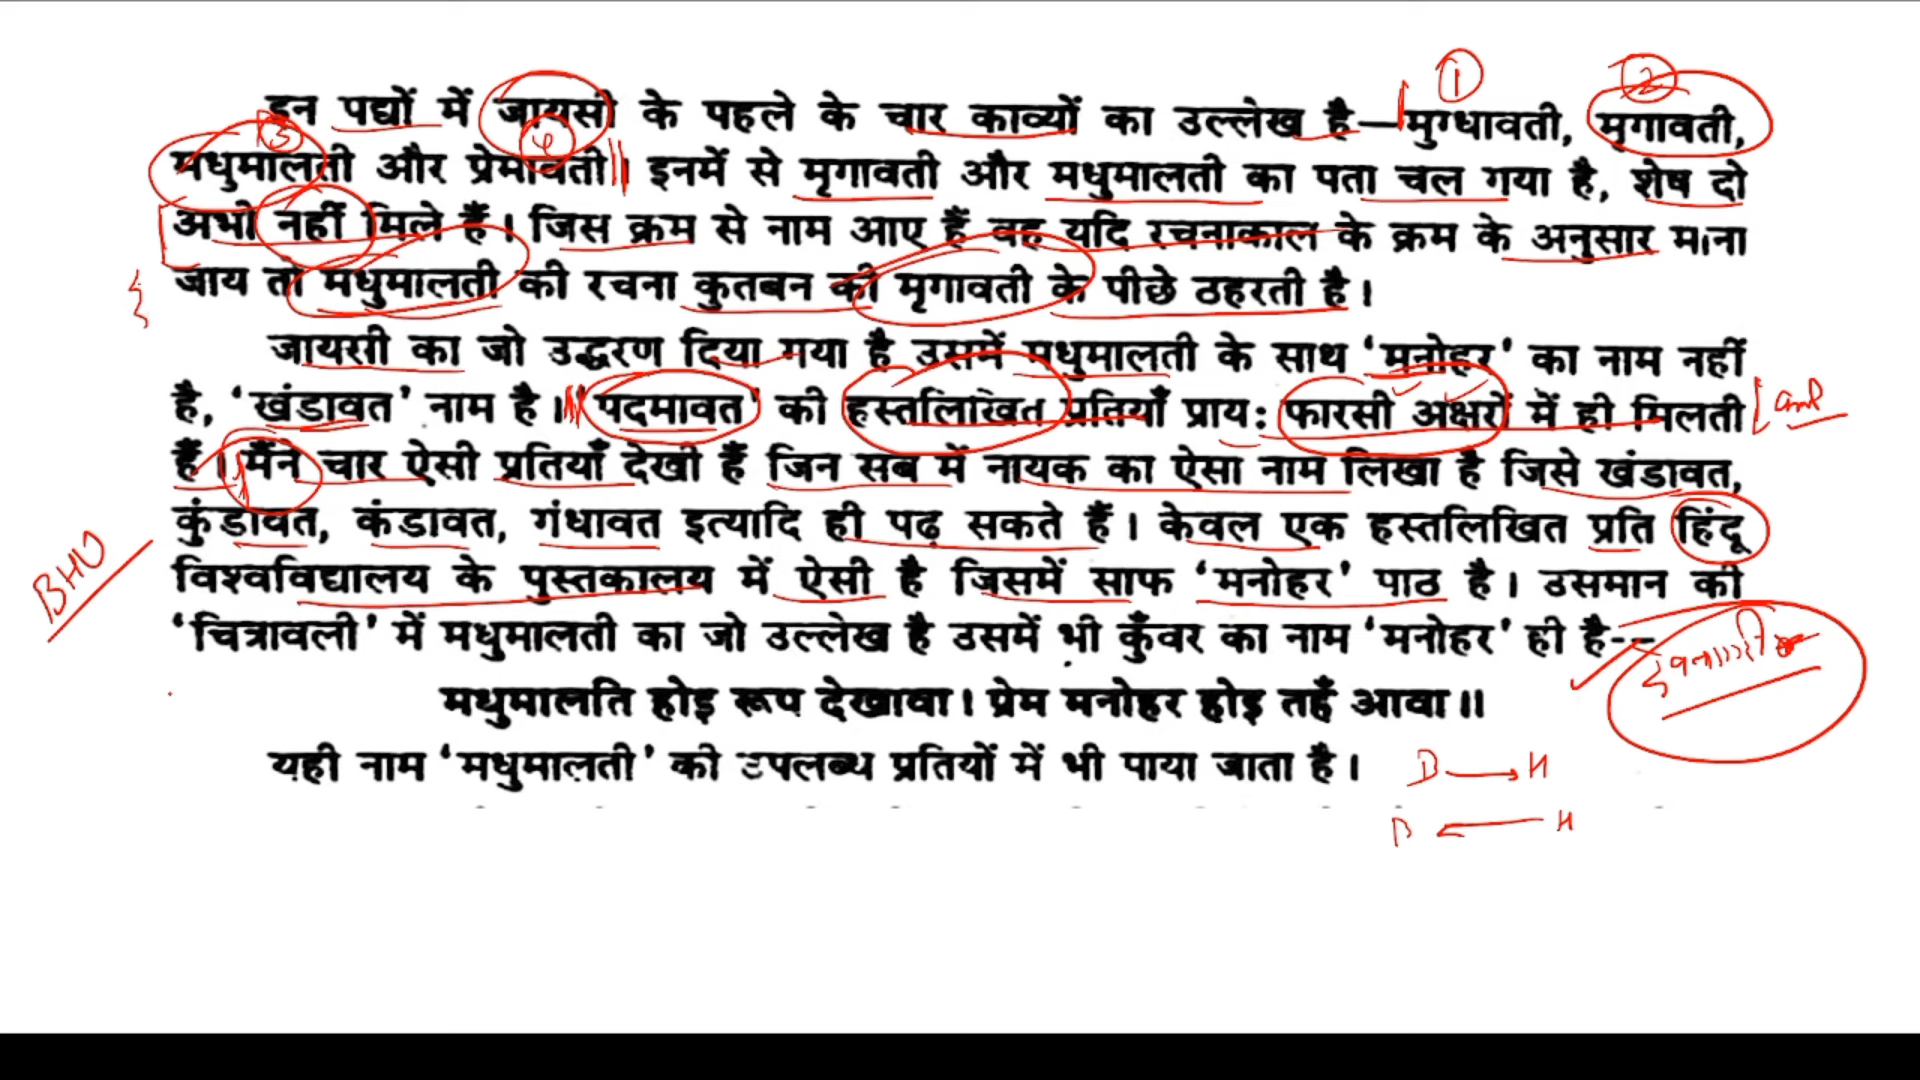 ① ②
इन पद्यों में जायसी के पहले के चार काव्यों का उल्लेख है—मुग्धावती, मृगावती,
③ ४
मधुमालती और प्रेमावती। इनमें से मृगावती और मधुमालती का पता चल गया है, शेष दो
अभी नहीं मिले हैं। जिस क्रम से नाम आए हैं वह यदि रचनाकाल के क्रम के अनुसार माना
जाय तो मधुमालती की रचना कुतबन की मृगावती के पीछे ठहरती है।
जायसी का जो उद्धरण दिया गया है उसमें मधुमालती के साथ ‘मनोहर’ का नाम नहीं
है, ‘खंडावत’ नाम है। ‘पदमावत’ की हस्तलिखित प्रतियाँ प्राय: फारसी अक्षरों में ही मिलती
हैं। मैंने चार ऐसी प्रतियाँ देखी हैं जिन सब में नायक का ऐसा नाम लिखा है जिसे खंडावत,
कुंडावत, कंडावत, गंधावत इत्यादि ही पढ़ सकते हैं। केवल एक हस्तलिखित प्रति हिंदू
BHU
विश्वविद्यालय के पुस्तकालय में ऐसी है जिसमें साफ ‘मनोहर’ पाठ है। उसमान की
‘चित्रावली’ में मधुमालती का जो उल्लेख है उसमें भी कुँवर का नाम ‘मनोहर’ ही है--
मधुमालति होइ रूप देखावा। प्रेम मनोहर होइ तहँ आवा॥
यही नाम ‘मधुमालती’ की उपलब्ध प्रतियों में भी पाया जाता है।
H
H